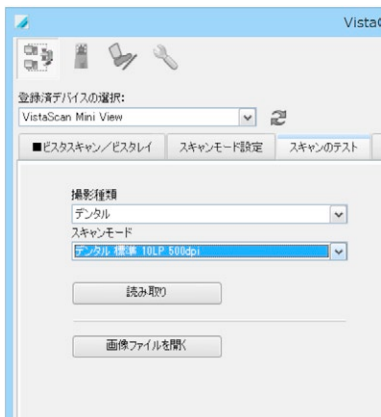 Vista
登録済デバイスの選択:
VistaScan Mini View
■ビスタスキャン/ビスタレイ
スキャンモード設定
スキャンのテスト
撮影種類
デンタル
スキャンモード
デンタル 標準 10LP 500dpi
読み取り
画像ファイルを開く